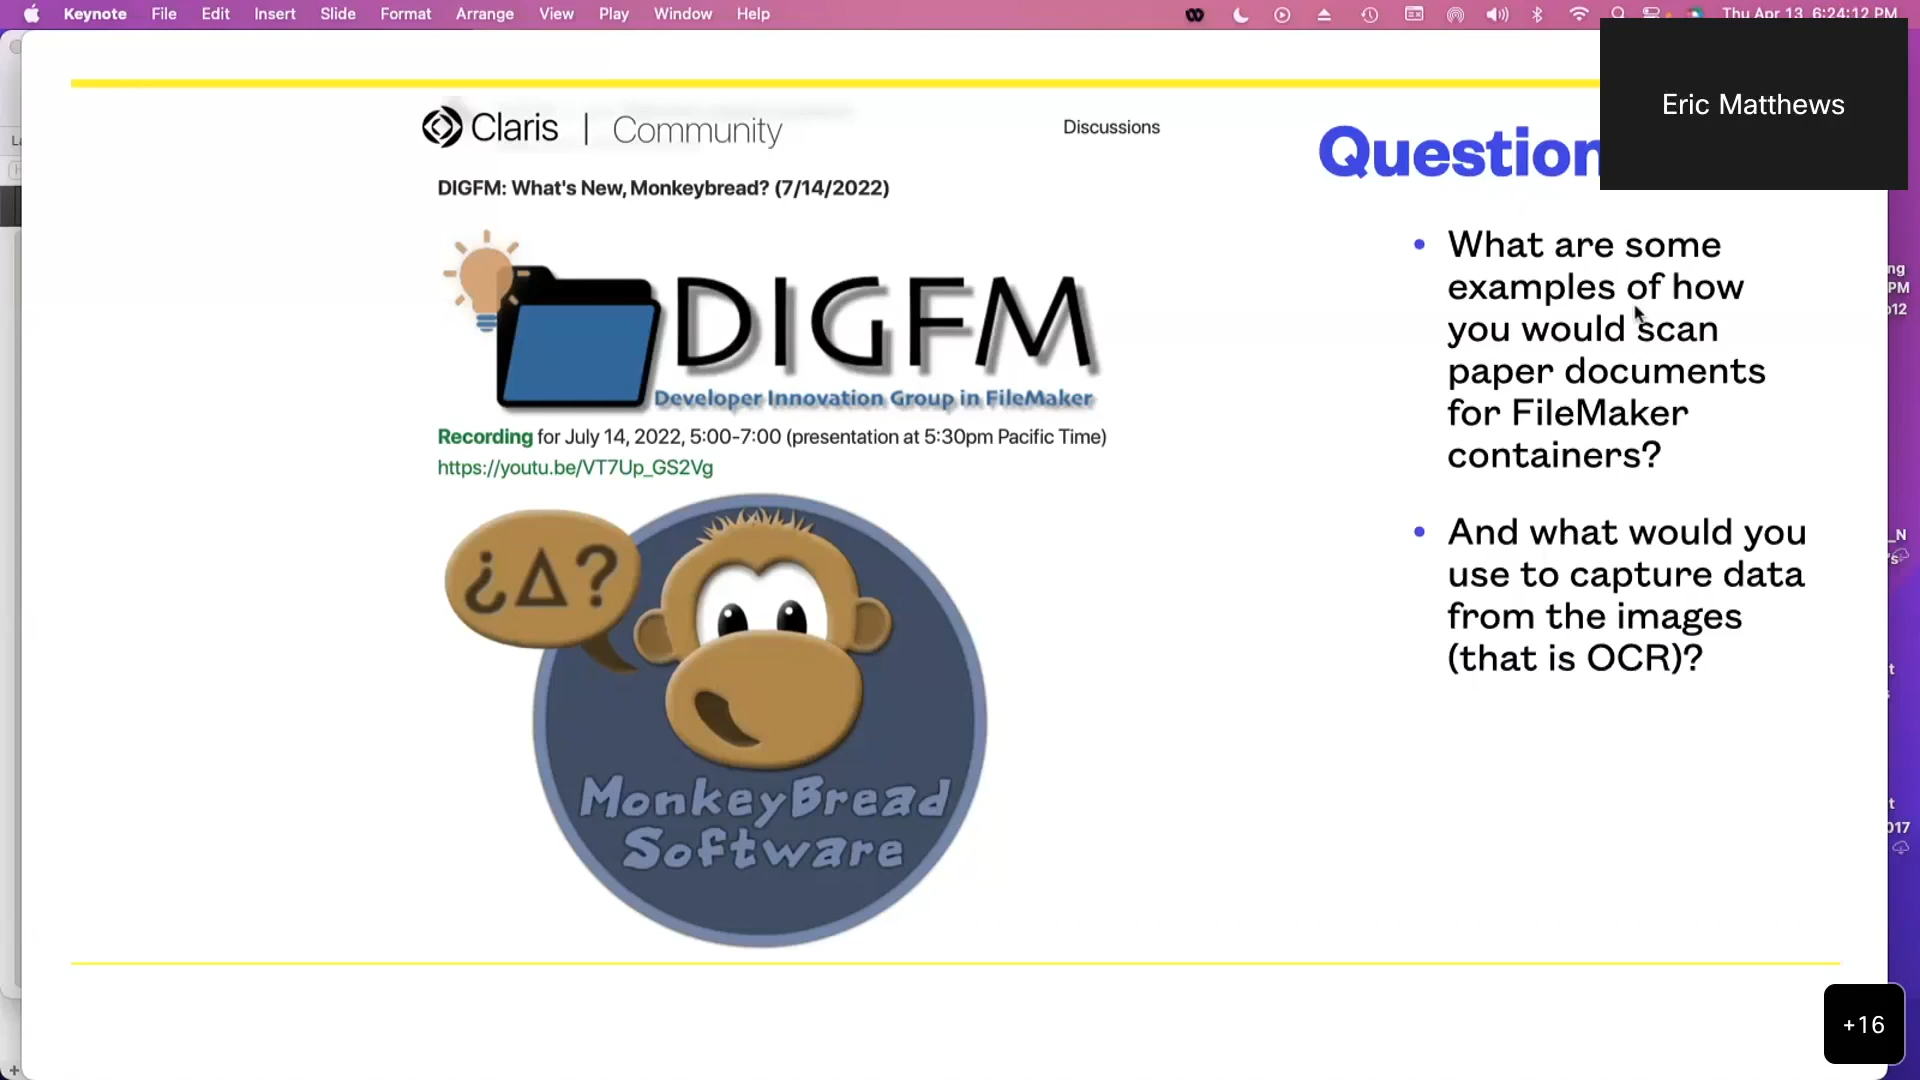 Keynote File Edit Insert Slide Format Arrange View Play Window Help
Thu Apr 13 6:24:12 PM
Eric Matthews
Claris | Community
Discussions
DIGFM: What's New, Monkeybread? (7/14/2022)
DIGFM
Developer Innovation Group in FileMaker
Recording for July 14, 2022, 5:00-7:00 (presentation at 5:30pm Pacific Time)
https://youtu.be/VT7Up_GS2Vg
¿Δ?
MonkeyBread
Software
Question
• What are some
examples of how
you would scan
paper documents
for FileMaker
containers?
• And what would you
use to capture data
from the images
(that is OCR)?
ng
PM
_N
+16